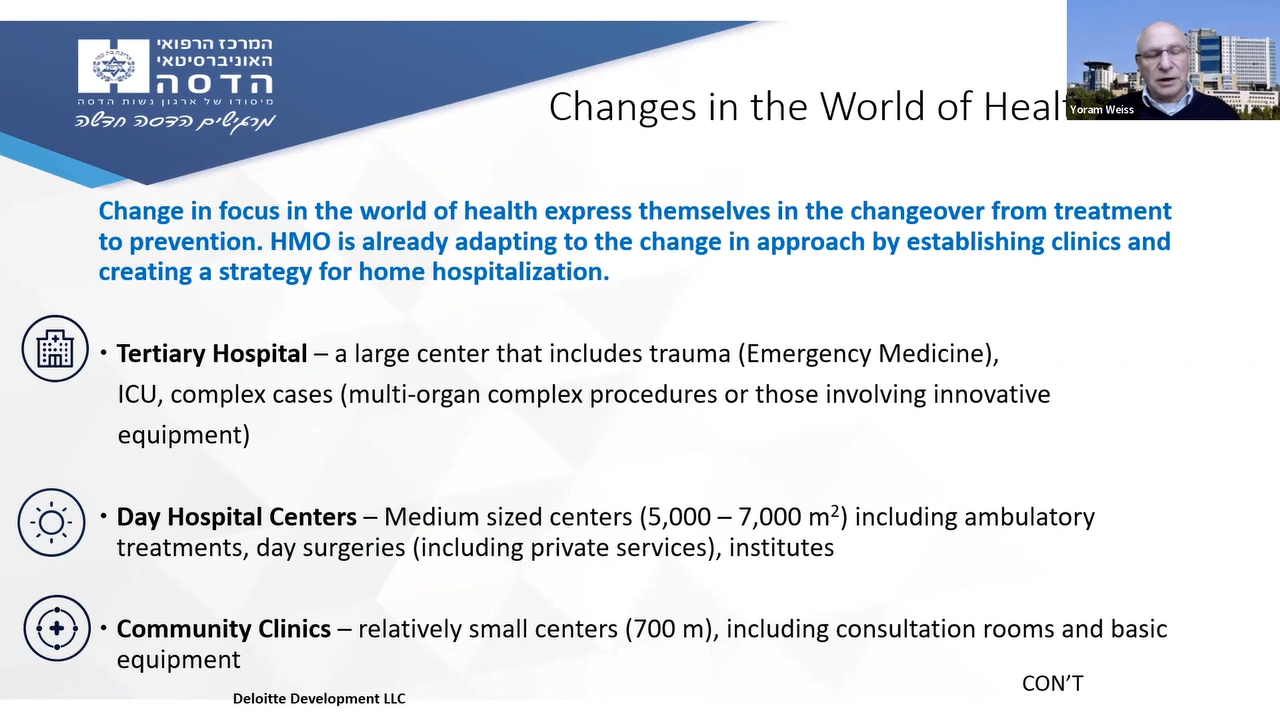 המרכז הרפואי
האוניברסיטאי
הדסה
מיסודו של ארגון נשות הדסה
מרגישים הדסה חדשה
Changes in the World of Heal
Yoram Weiss
Change in focus in the world of health express themselves in the changeover from treatment
to prevention. HMO is already adapting to the change in approach by establishing clinics and
creating a strategy for home hospitalization.
• Tertiary Hospital – a large center that includes trauma (Emergency Medicine),
ICU, complex cases (multi-organ complex procedures or those involving innovative
equipment)
• Day Hospital Centers – Medium sized centers (5,000 – 7,000 m²) including ambulatory
treatments, day surgeries (including private services), institutes
• Community Clinics – relatively small centers (700 m), including consultation rooms and basic
equipment
CON'T
Deloitte Development LLC